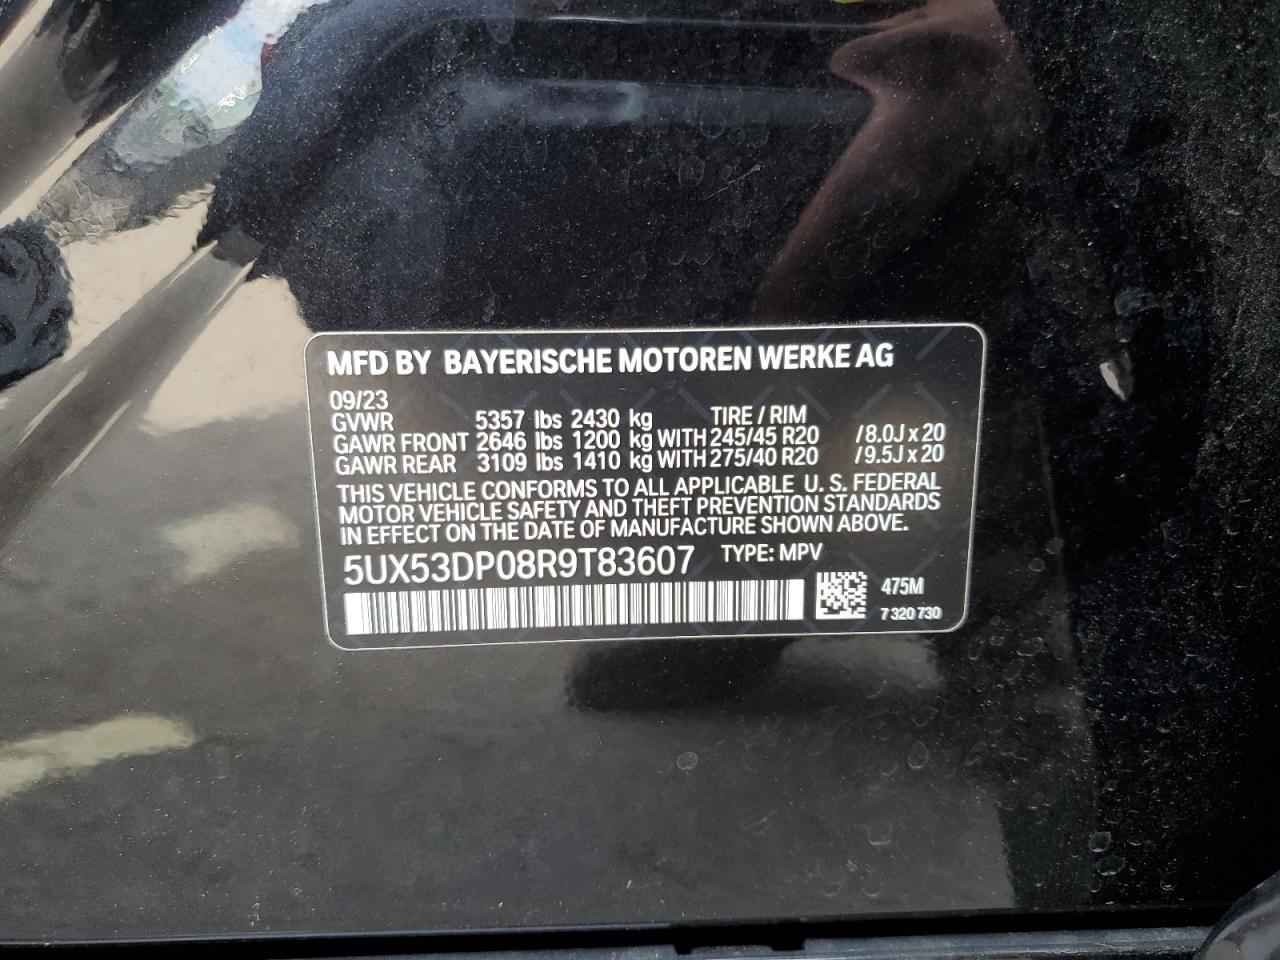 MFD BY BAYERISCHE MOTOREN WERKE AG
09/23
GVWR 5357 lbs 2430 kg TIRE / RIM
GAWR FRONT 2646 lbs 1200 kg WITH 245/45 R20 /8.0J x 20
GAWR REAR 3109 lbs 1410 kg WITH 275/40 R20 /9.5J x 20
THIS VEHICLE CONFORMS TO ALL APPLICABLE U. S. FEDERAL
MOTOR VEHICLE SAFETY AND THEFT PREVENTION STANDARDS
IN EFFECT ON THE DATE OF MANUFACTURE SHOWN ABOVE.
5UX53DP08R9T83607 TYPE: MPV
475M
7 320 730